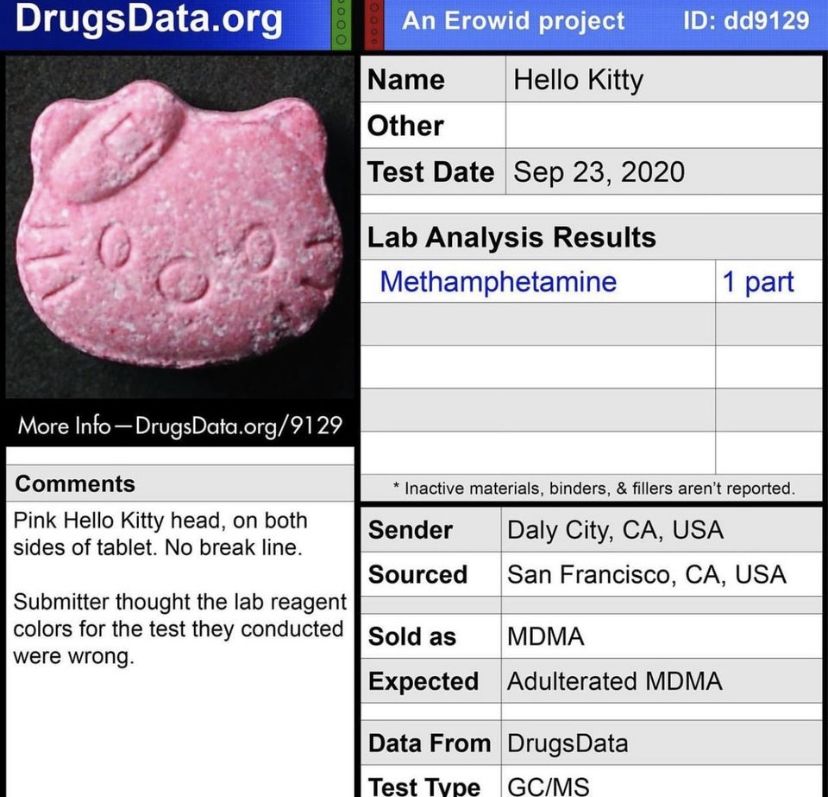 DrugsData.org
An Erowid project ID: dd9129
Name Hello Kitty
Other
Test Date Sep 23, 2020
Lab Analysis Results
Methamphetamine 1 part
* Inactive materials, binders, & fillers aren't reported.
More Info—DrugsData.org/9129
Comments
Pink Hello Kitty head, on both
sides of tablet. No break line.
Submitter thought the lab reagent
colors for the test they conducted
were wrong.
Sender Daly City, CA, USA
Sourced San Francisco, CA, USA
Sold as MDMA
Expected Adulterated MDMA
Data From DrugsData
Test Type GC/MS